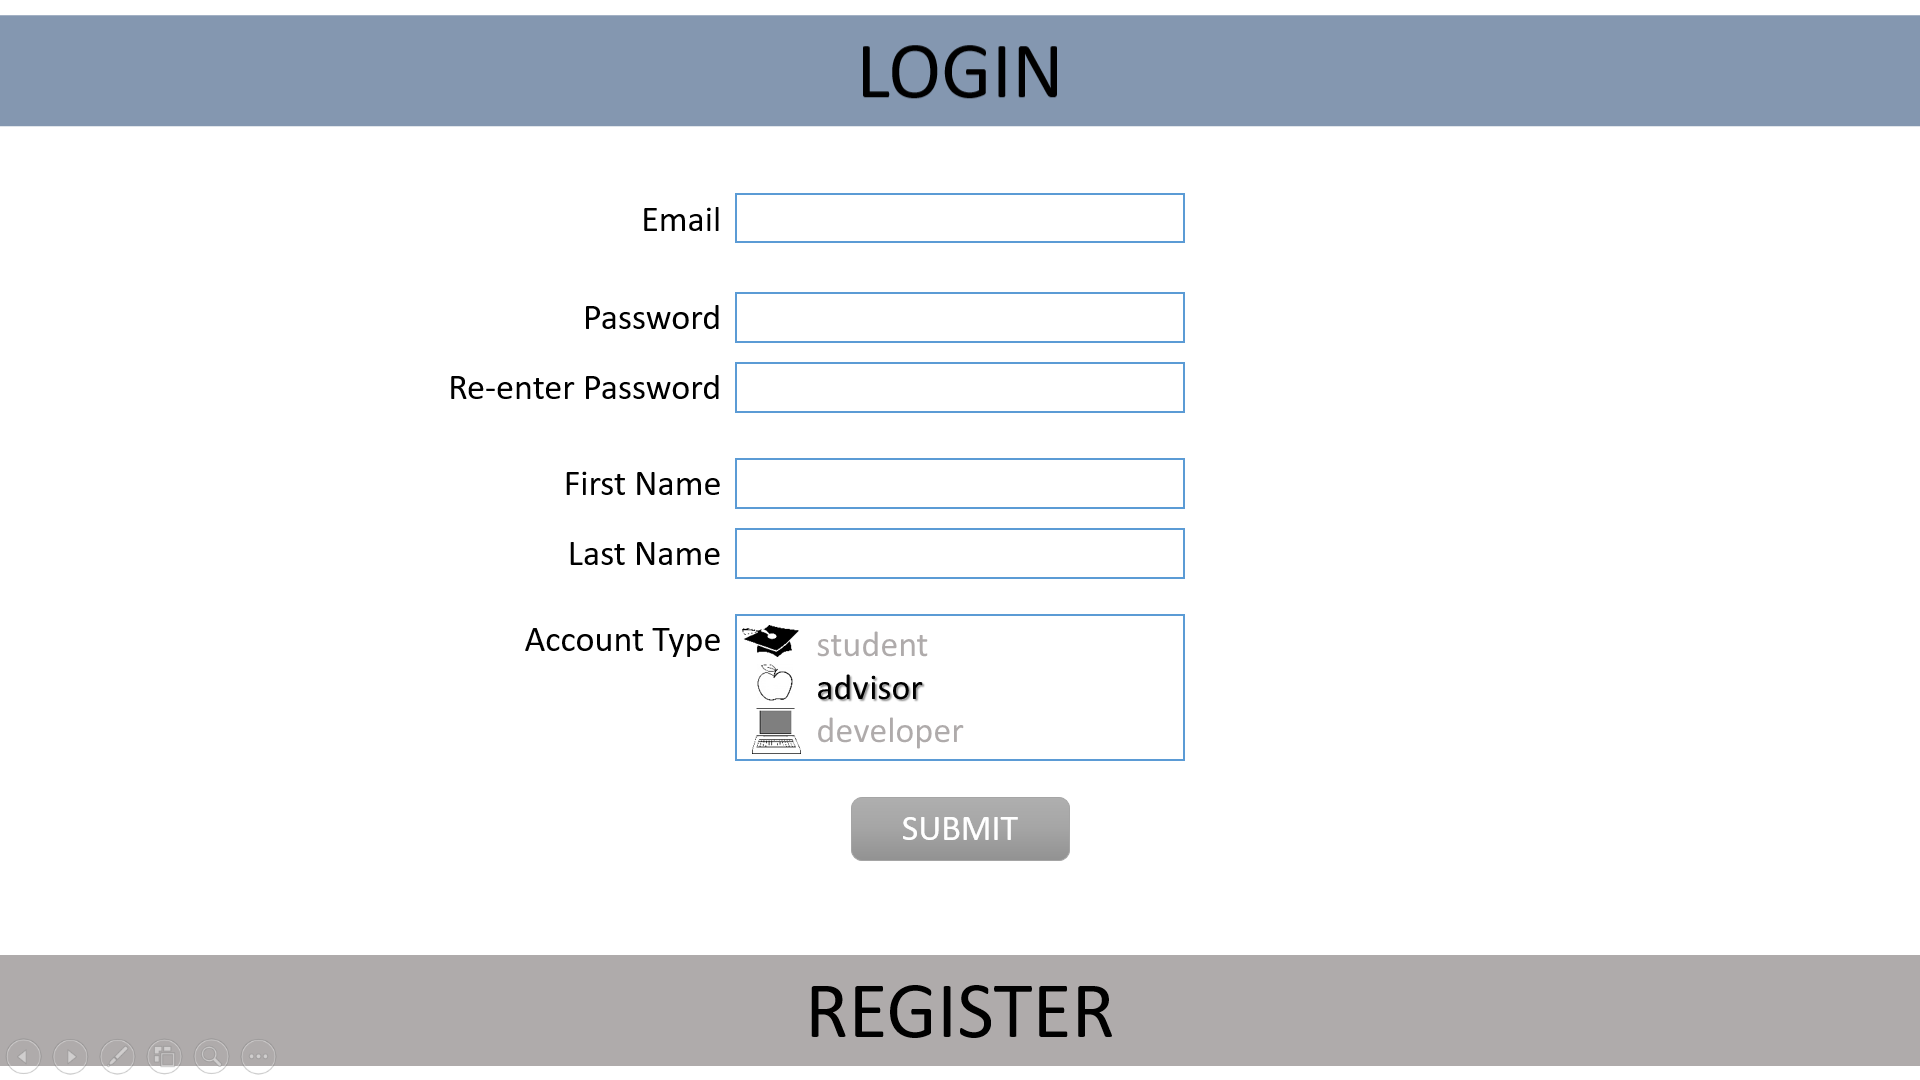 LOGIN
Email
Password
Re-enter Password
First Name
Last Name
Account Type
student
advisor
developer
SUBMIT
REGISTER